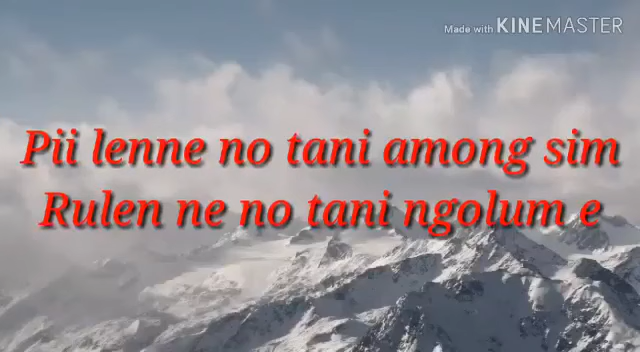 Made with KINEMASTER
Pii lenne no tani among sim
Rulen ne no tani ngolum e